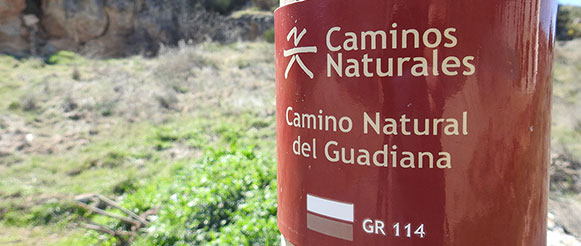 Caminos
Naturales
Camino Natural
del Guadiana
GR 114